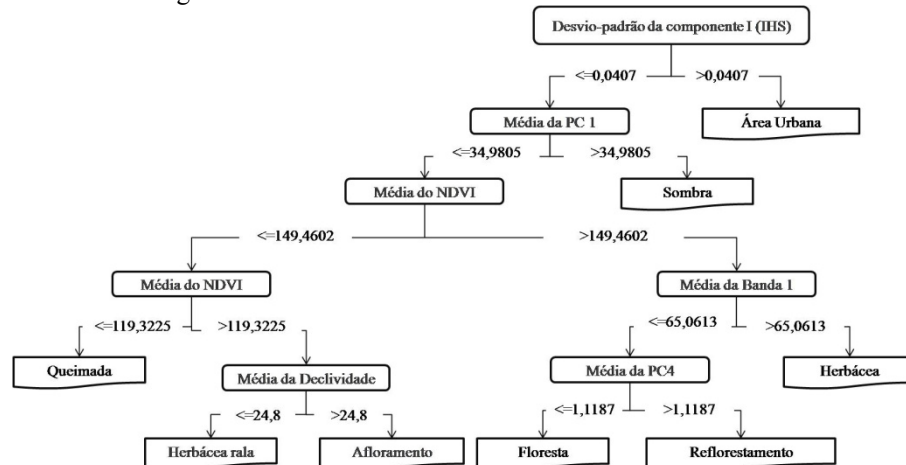 Desvio-padrão da componente I (IHS)
<=0,0407
>0,0407
Média da PC 1
Área Urbana
<=34,9805
>34,9805
Média do NDVI
Sombra
<=149,4602
>149,4602
Média do NDVI
Média da Banda 1
<=119,3225
>119,3225
<=65,0613
>65,0613
Queimada
Média da Declividade
Média da PC4
Herbácea
<=24,8
>24,8
<=1,1187
>1,1187
Herbácea rala
Afloramento
Floresta
Reflorestamento